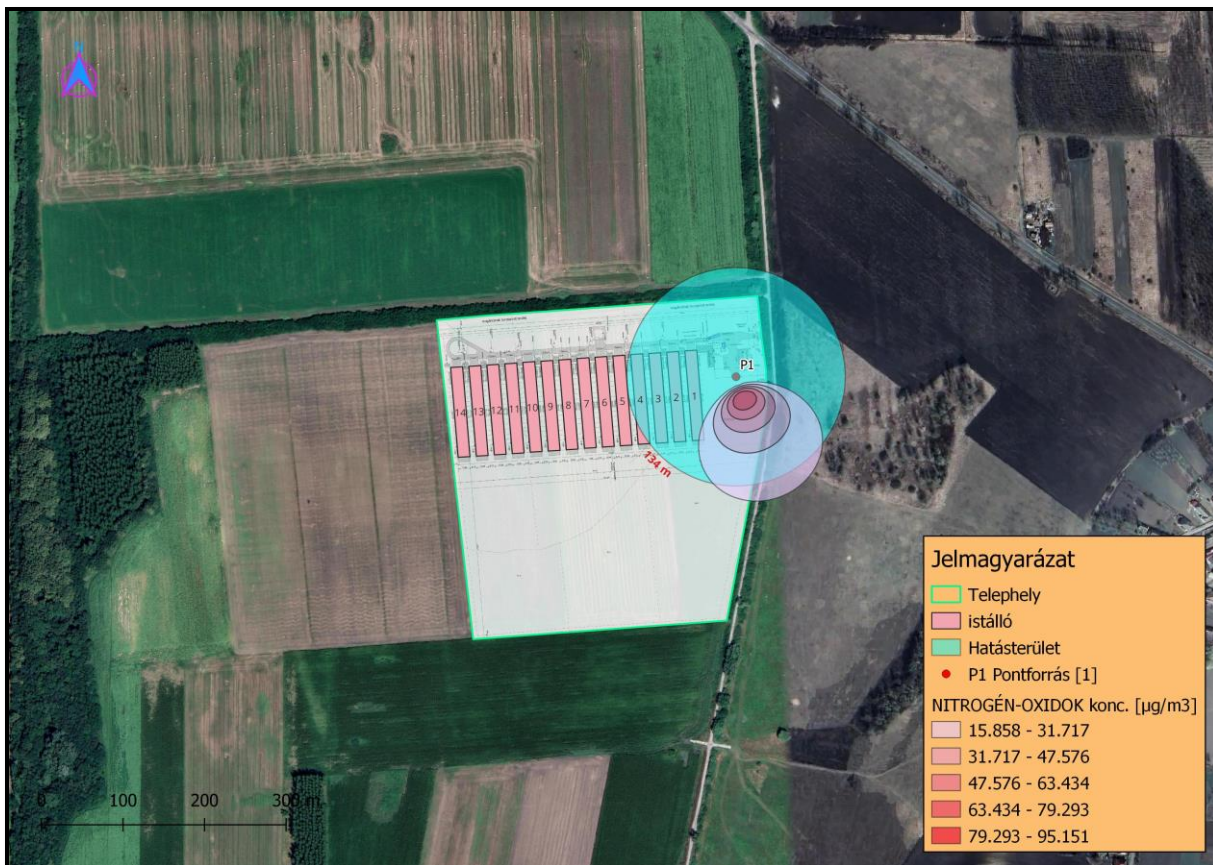 P1
14 13 12 11 10 9 8 7 6 5 4 3 2 1
134 m
Jelmagyarázat
Telephely
istálló
Hatásterület
P1 Pontforrás [1]
NITROGÉN-OXIDOK konc. [µg/m3]
15.858 - 31.717
31.717 - 47.576
47.576 - 63.434
63.434 - 79.293
79.293 - 95.151
0 100 200 300 m